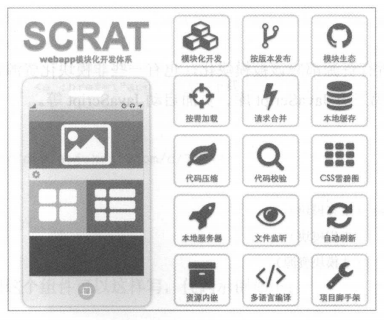 SCRAT
webapp模块化开发体系
模块化开发
按版本发布
模块生态
按需加载
请求合并
本地缓存
代码压缩
代码校验
CSS雪碧图
本地服务器
文件监听
自动刷新
资源内嵌
多语言编译
项目脚手架